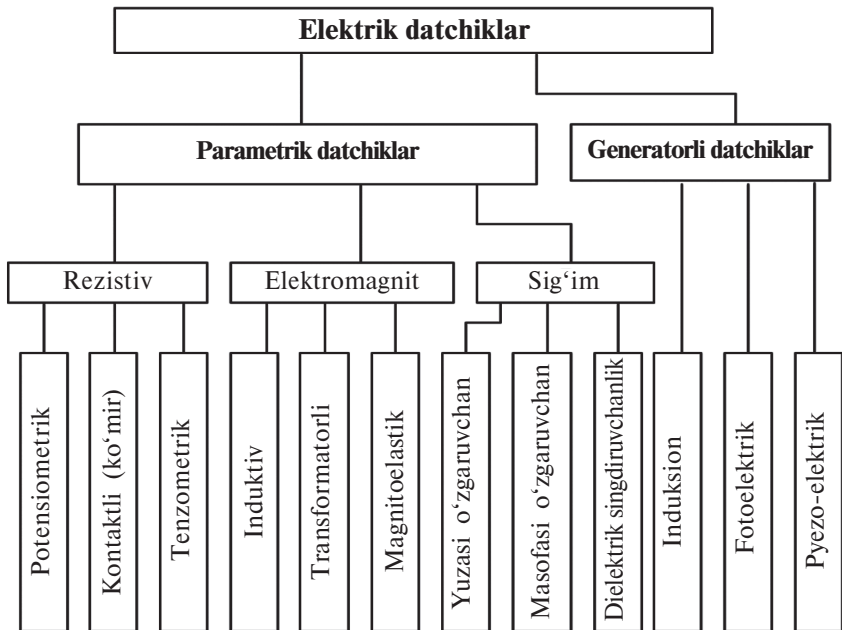 Elektrik datchiklar
Parametrik datchiklar
Generatorli datchiklar
Rezistiv
Elektromagnit
Sig‘im
Potensiometrik
Kontaktli (ko‘mir)
Tenzometrik
Induktiv
Transformatorli
Magnitoelastik
Yuzasi o‘zgaruvchan
Masofasi o‘zgaruvchan
Dielektrik singdiruvchanlik
Induksion
Fotoelektrik
Pyezo-elektrik